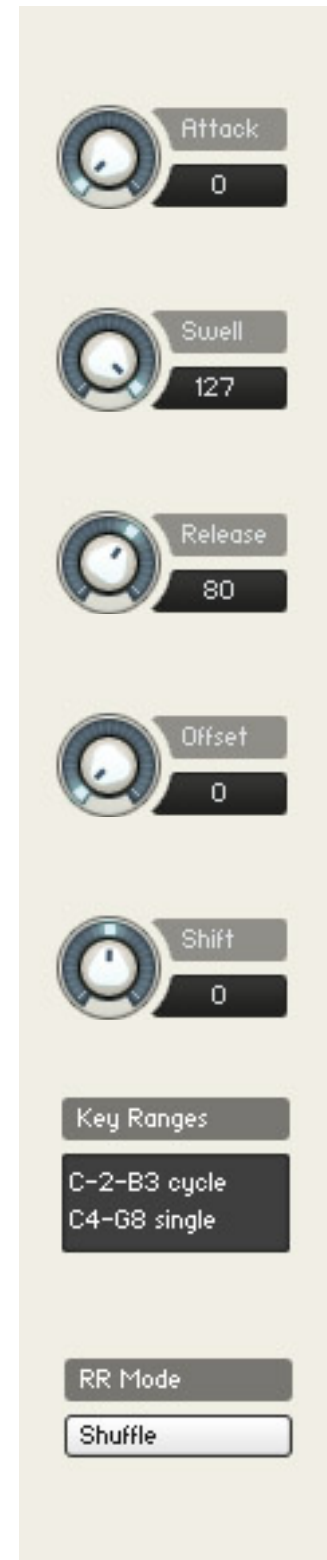 Attack
0
Swell
127
Release
80
Offset
0
Shift
0
Key Ranges
C-2-B3 cycle
C4-G8 single
RR Mode
Shuffle